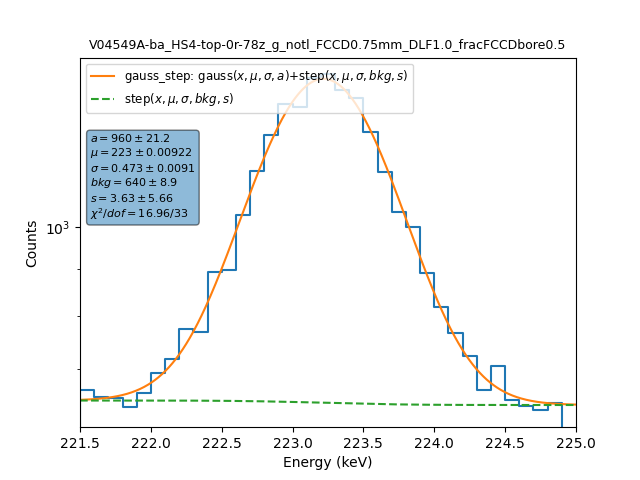 V04549A-ba_HS4-top-0r-78z_g_notl_FCCD0.75mm_DLF1.0_fracFCCDbore0.5
gauss_step: gauss(x, μ, σ, a)+step(x, μ, σ, bkg, s)
step(x, μ, σ, bkg, s)
a = 960 ± 21.2
μ = 223 ± 0.00922
σ = 0.473 ± 0.0091
bkg = 640 ± 8.9
s = 3.63 ± 5.66
χ²/dof = 16.96/33
10³
Counts
221.5 222.0 222.5 223.0 223.5 224.0 224.5 225.0
Energy (keV)